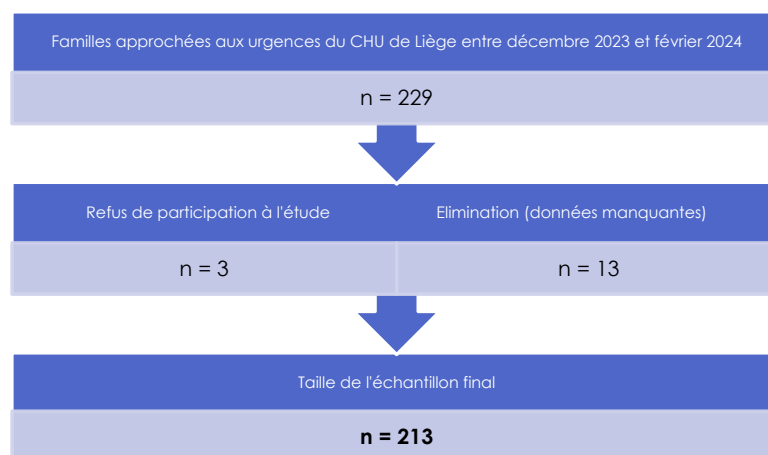 Familles approchées aux urgences du CHU de Liège entre décembre 2023 et février 2024
n = 229
Refus de participation à l'étude
Elimination (données manquantes)
n = 3
n = 13
Taille de l'échantillon final
n = 213